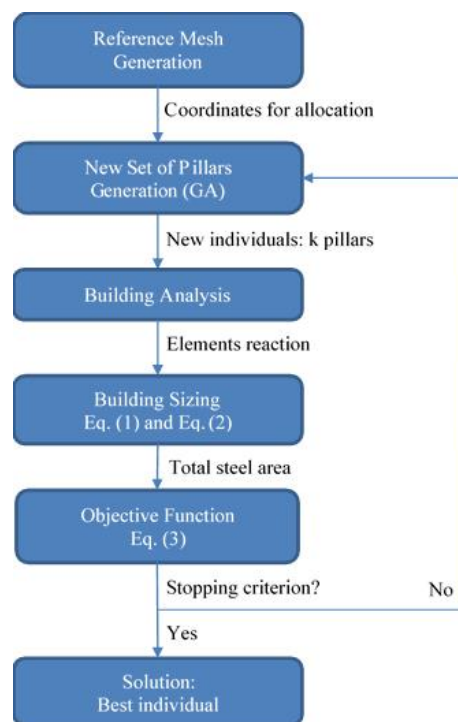 Reference Mesh
Generation
Coordinates for allocation
New Set of Pillars
Generation (GA)
New individuals: k pillars
Building Analysis
Elements reaction
Building Sizing
Eq. (1) and Eq. (2)
Total steel area
Objective Function
Eq. (3)
Stopping criterion?
No
Yes
Solution:
Best individual